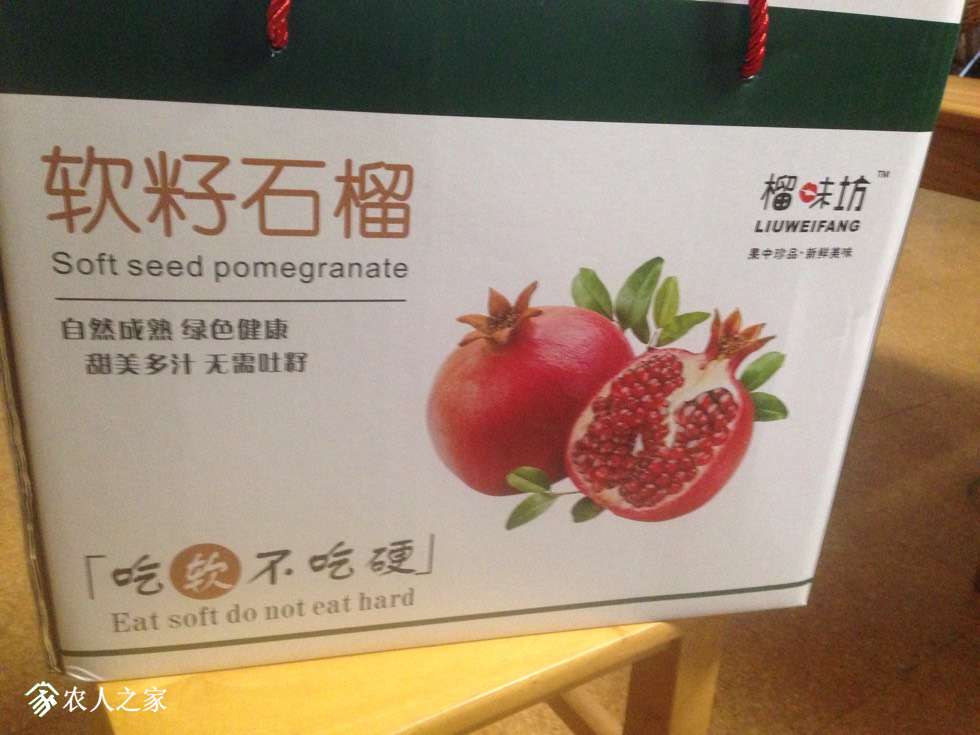 软籽石榴
Soft seed pomegranate
自然成熟 绿色健康
甜美多汁 无需吐籽
榴味坊™
LIUWEIFANG
果中珍品·新鲜美味
「吃软不吃硬」
Eat soft do not eat hard
农人之家